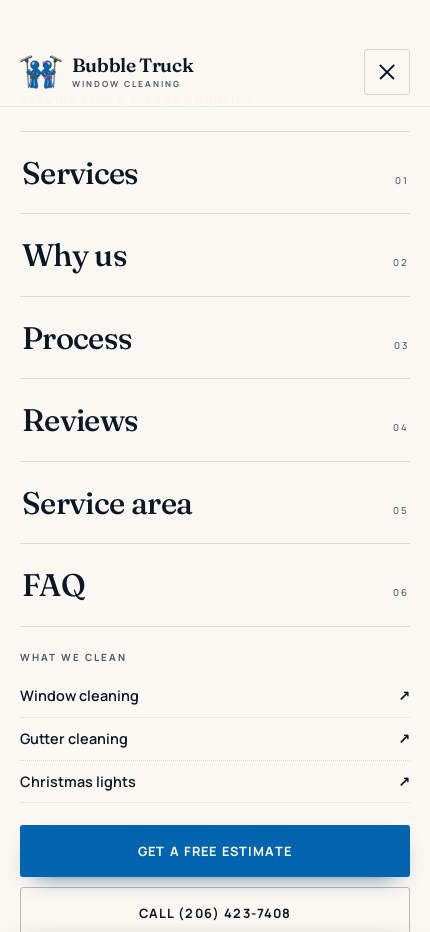 Bubble Truck
WINDOW CLEANING
Services
01
Why us
02
Process
03
Reviews
04
Service area
05
FAQ
06
WHAT WE CLEAN
Window cleaning ↗
Gutter cleaning ↗
Christmas lights ↗
GET A FREE ESTIMATE
CALL (206) 423-7408